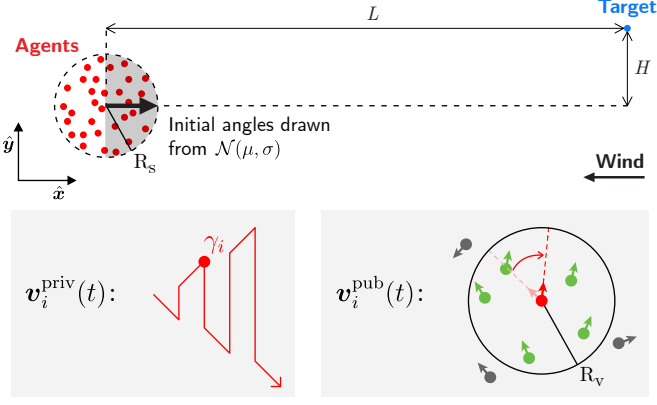 Target
L
Agents
H
Initial angles drawn
from 𝒩(μ, σ)
R_s
ŷ
x̂
Wind
γ_i
v_i^priv(t):
v_i^pub(t):
R_v